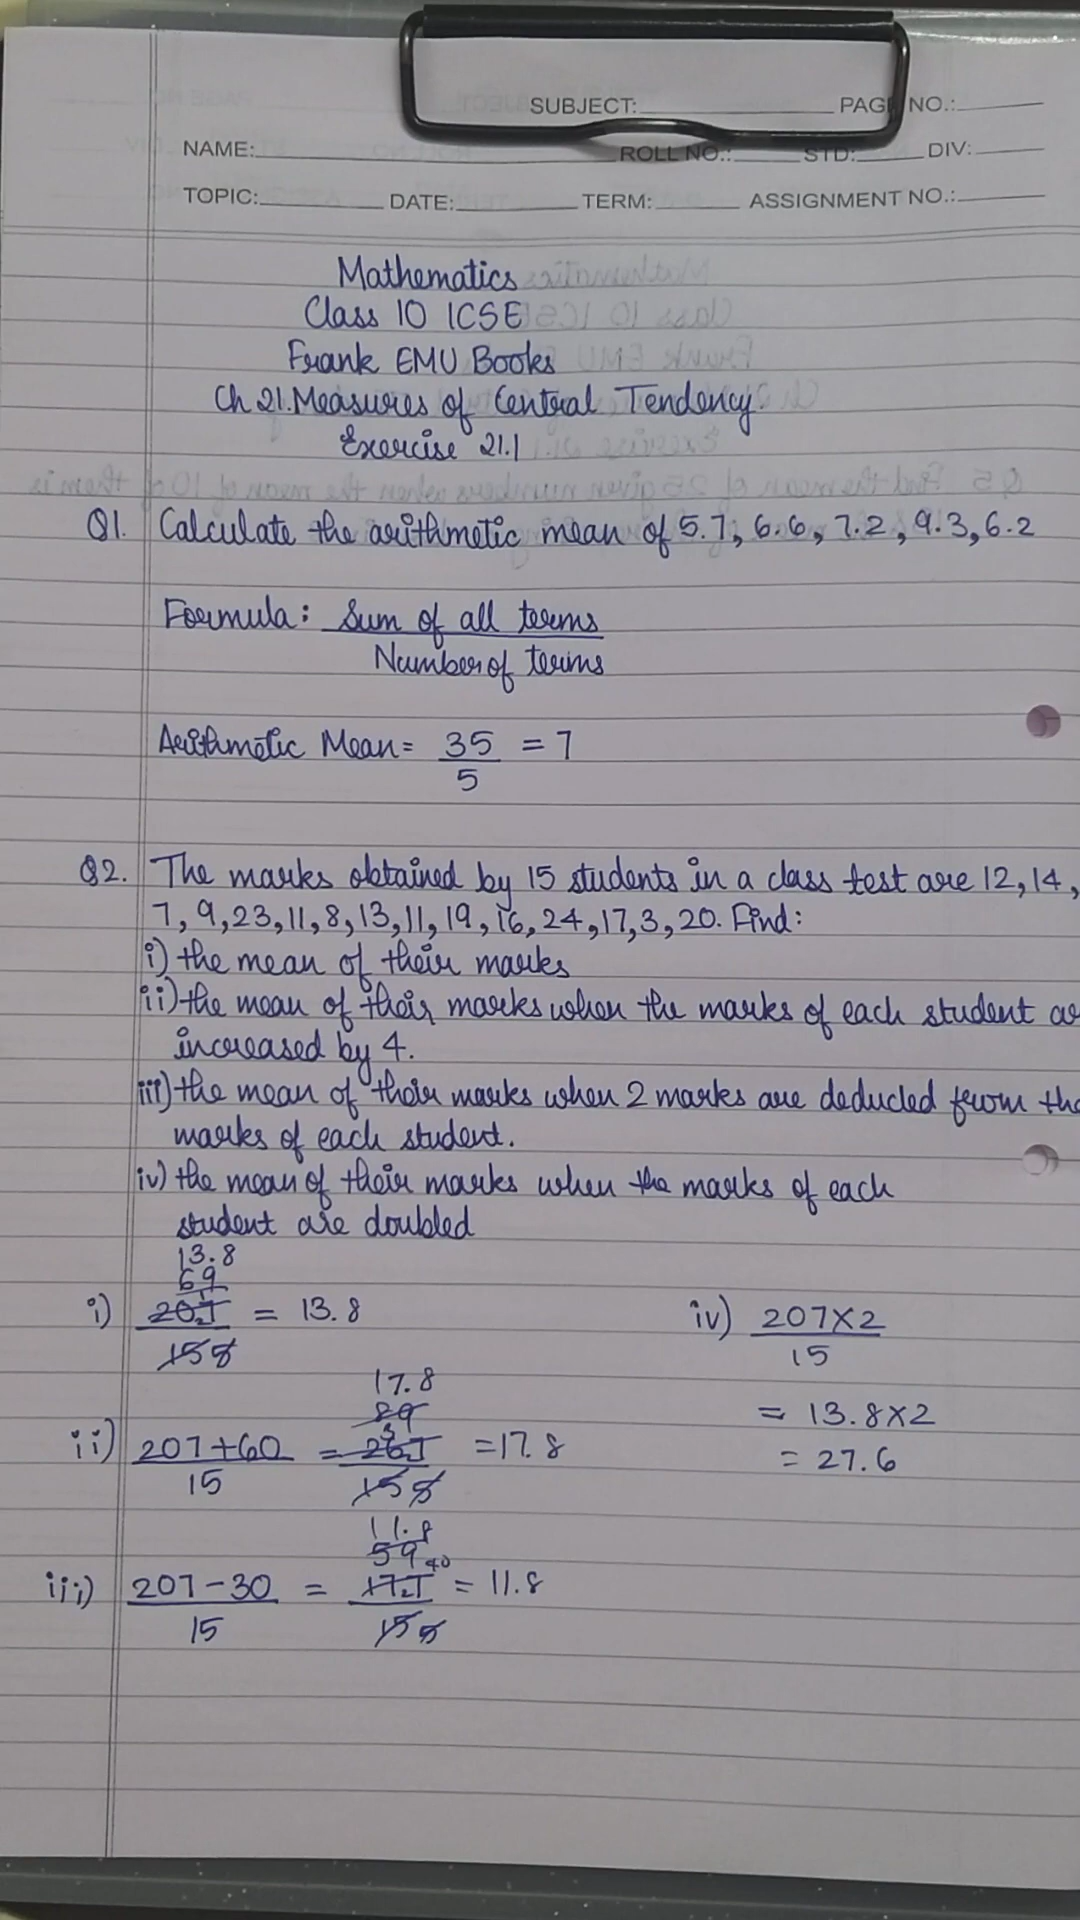 SUBJECT: PAGE NO.:
NAME: ROLL NO.: STD: DIV:
TOPIC: DATE: TERM: ASSIGNMENT NO.:
Mathematics
Class 10 ICSE
Frank EMU Books
Ch 21. Measures of Central Tendency.
Exercise 21.1
Q1. Calculate the arithmetic mean of 5.7, 6.6, 7.2, 9.3, 6.2
Formula: Sum of all terms
Number of terms
Arithmetic Mean = 35 = 7
5
Q2. The marks obtained by 15 students in a class test are 12, 14,
7, 9, 23, 11, 8, 13, 11, 19, 16, 24, 17, 3, 20. Find:
i) the mean of their marks
ii) the mean of their marks when the marks of each student are
increased by 4.
iii) the mean of their marks when 2 marks are deducted from the
marks of each student.
iv) the mean of their marks when the marks of each
student are doubled
13.8
69
i) 207 = 13.8
15 5
iv) 207 x 2
15
= 13.8 x 2
= 27.6
17.8
89
ii) 207 + 60 = 267 = 17.8
15 15 5
11.8
59 40
iii) 207 - 30 = 177 = 11.8
15 15 5